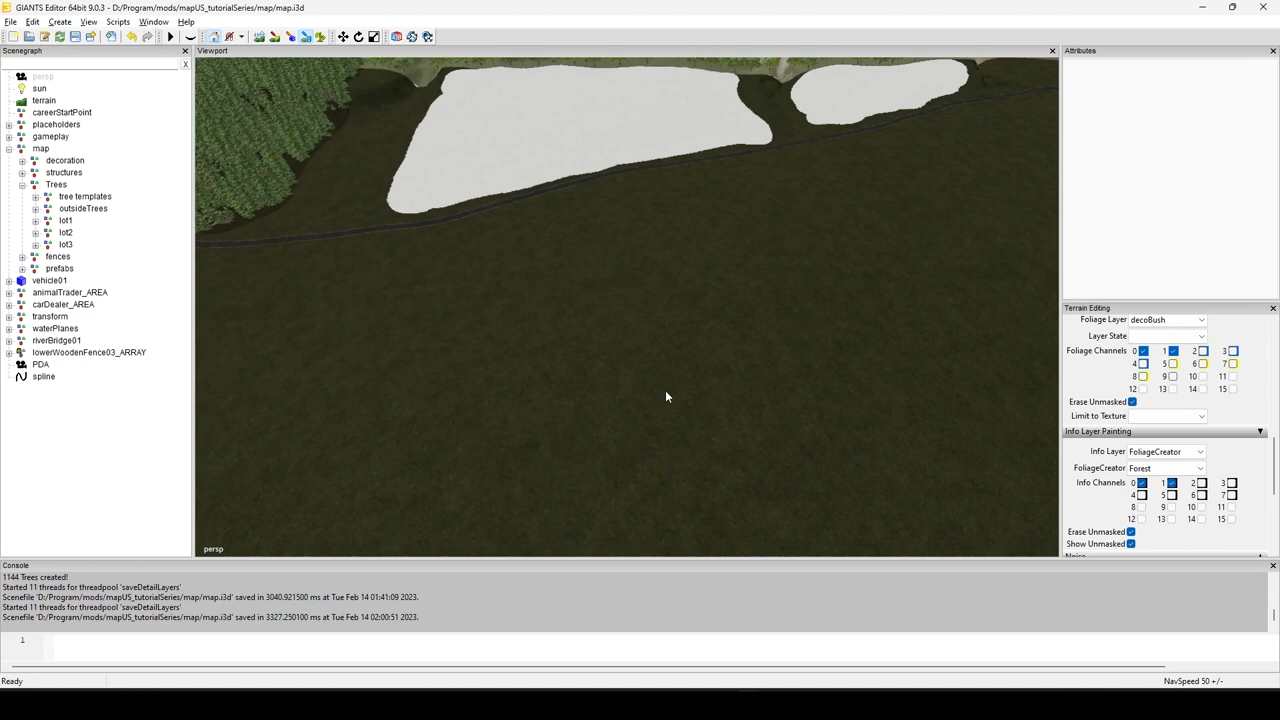 GIANTS Editor 64bit 9.0.3 - D:/Program/mods/mapUS_tutorialSeries/map/map.i3d
File Edit Create View Scripts Window Help
Scenegraph
Viewport
Attributes
X
persp
sun
terrain
careerStartPoint
placeholders
gameplay
map
decoration
structures
Trees
tree templates
outsideTrees
lot1
lot2
lot3
fences
prefabs
vehicle01
animalTrader_AREA
carDealer_AREA
transform
waterPlanes
riverBridge01
lowerWoodenFence03_ARRAY
PDA
spline
persp
Terrain Editing
Foliage Layer decoBush
Layer State
Foliage Channels 0 1 2 3
4 5 6 7
8 9 10 11
12 13 14 15
Erase Unmasked
Limit to Texture
Info Layer Painting
Info Layer FoliageCreator
FoliageCreator Forest
Info Channels 0 1 2 3
4 5 6 7
8 9 10 11
12 13 14 15
Erase Unmasked
Show Unmasked
Console
1144 Trees created!
Started 11 threads for threadpool 'saveDetailLayers'
Scenefile 'D:/Program/mods/mapUS_tutorialSeries/map/map.i3d' saved in 3040.921500 ms at Tue Feb 14 01:41:09 2023.
Started 11 threads for threadpool 'saveDetailLayers'
Scenefile 'D:/Program/mods/mapUS_tutorialSeries/map/map.i3d' saved in 3327.250100 ms at Tue Feb 14 02:00:51 2023.
1
Ready
NavSpeed 50 +/-